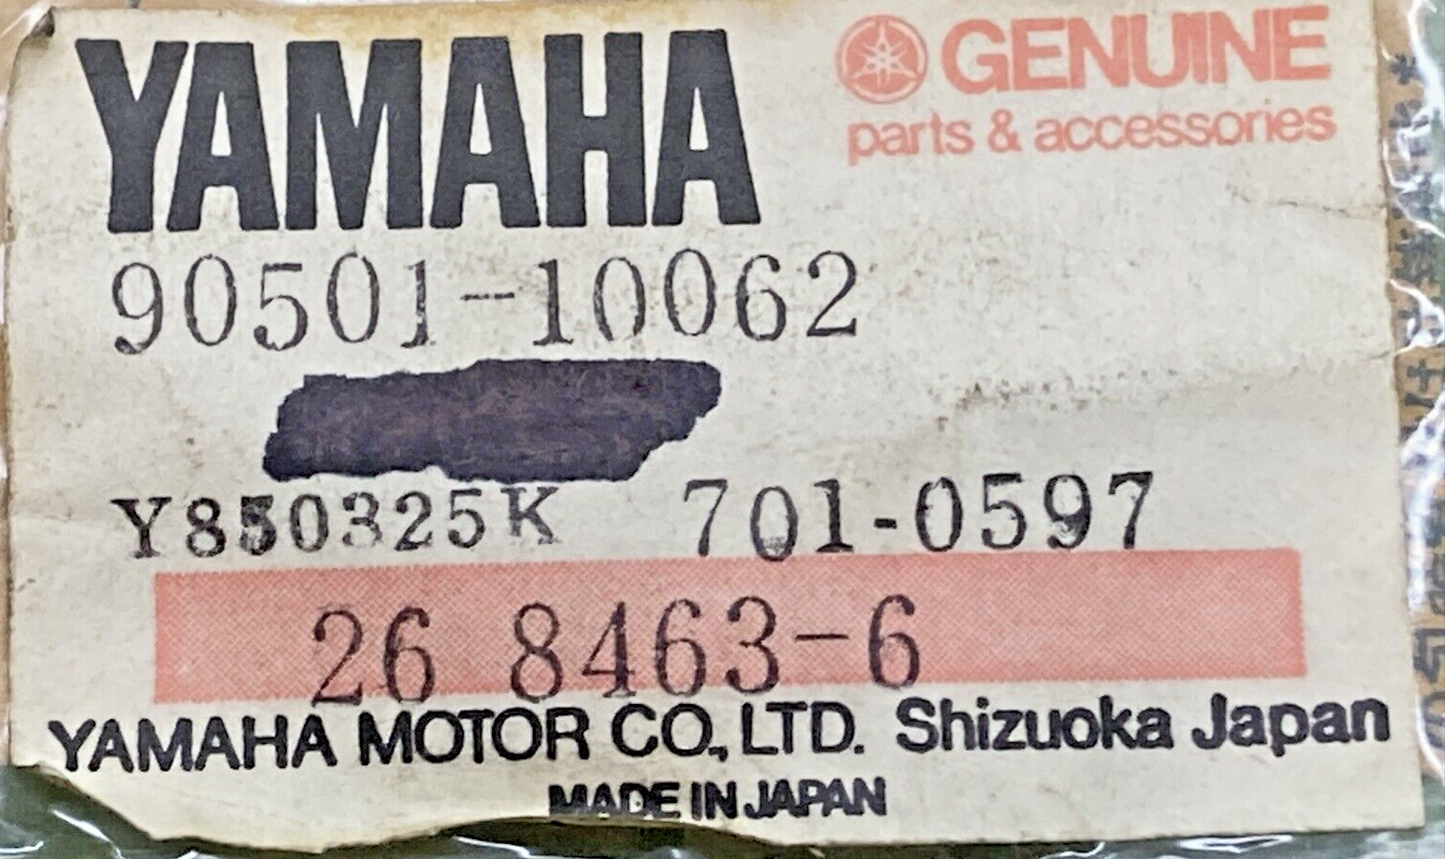 YAMAHA
GENUINE
parts & accessories
90501-10062
Y850325K 701-0597
26 8463-6
YAMAHA MOTOR CO., LTD. Shizuoka Japan
MADE IN JAPAN